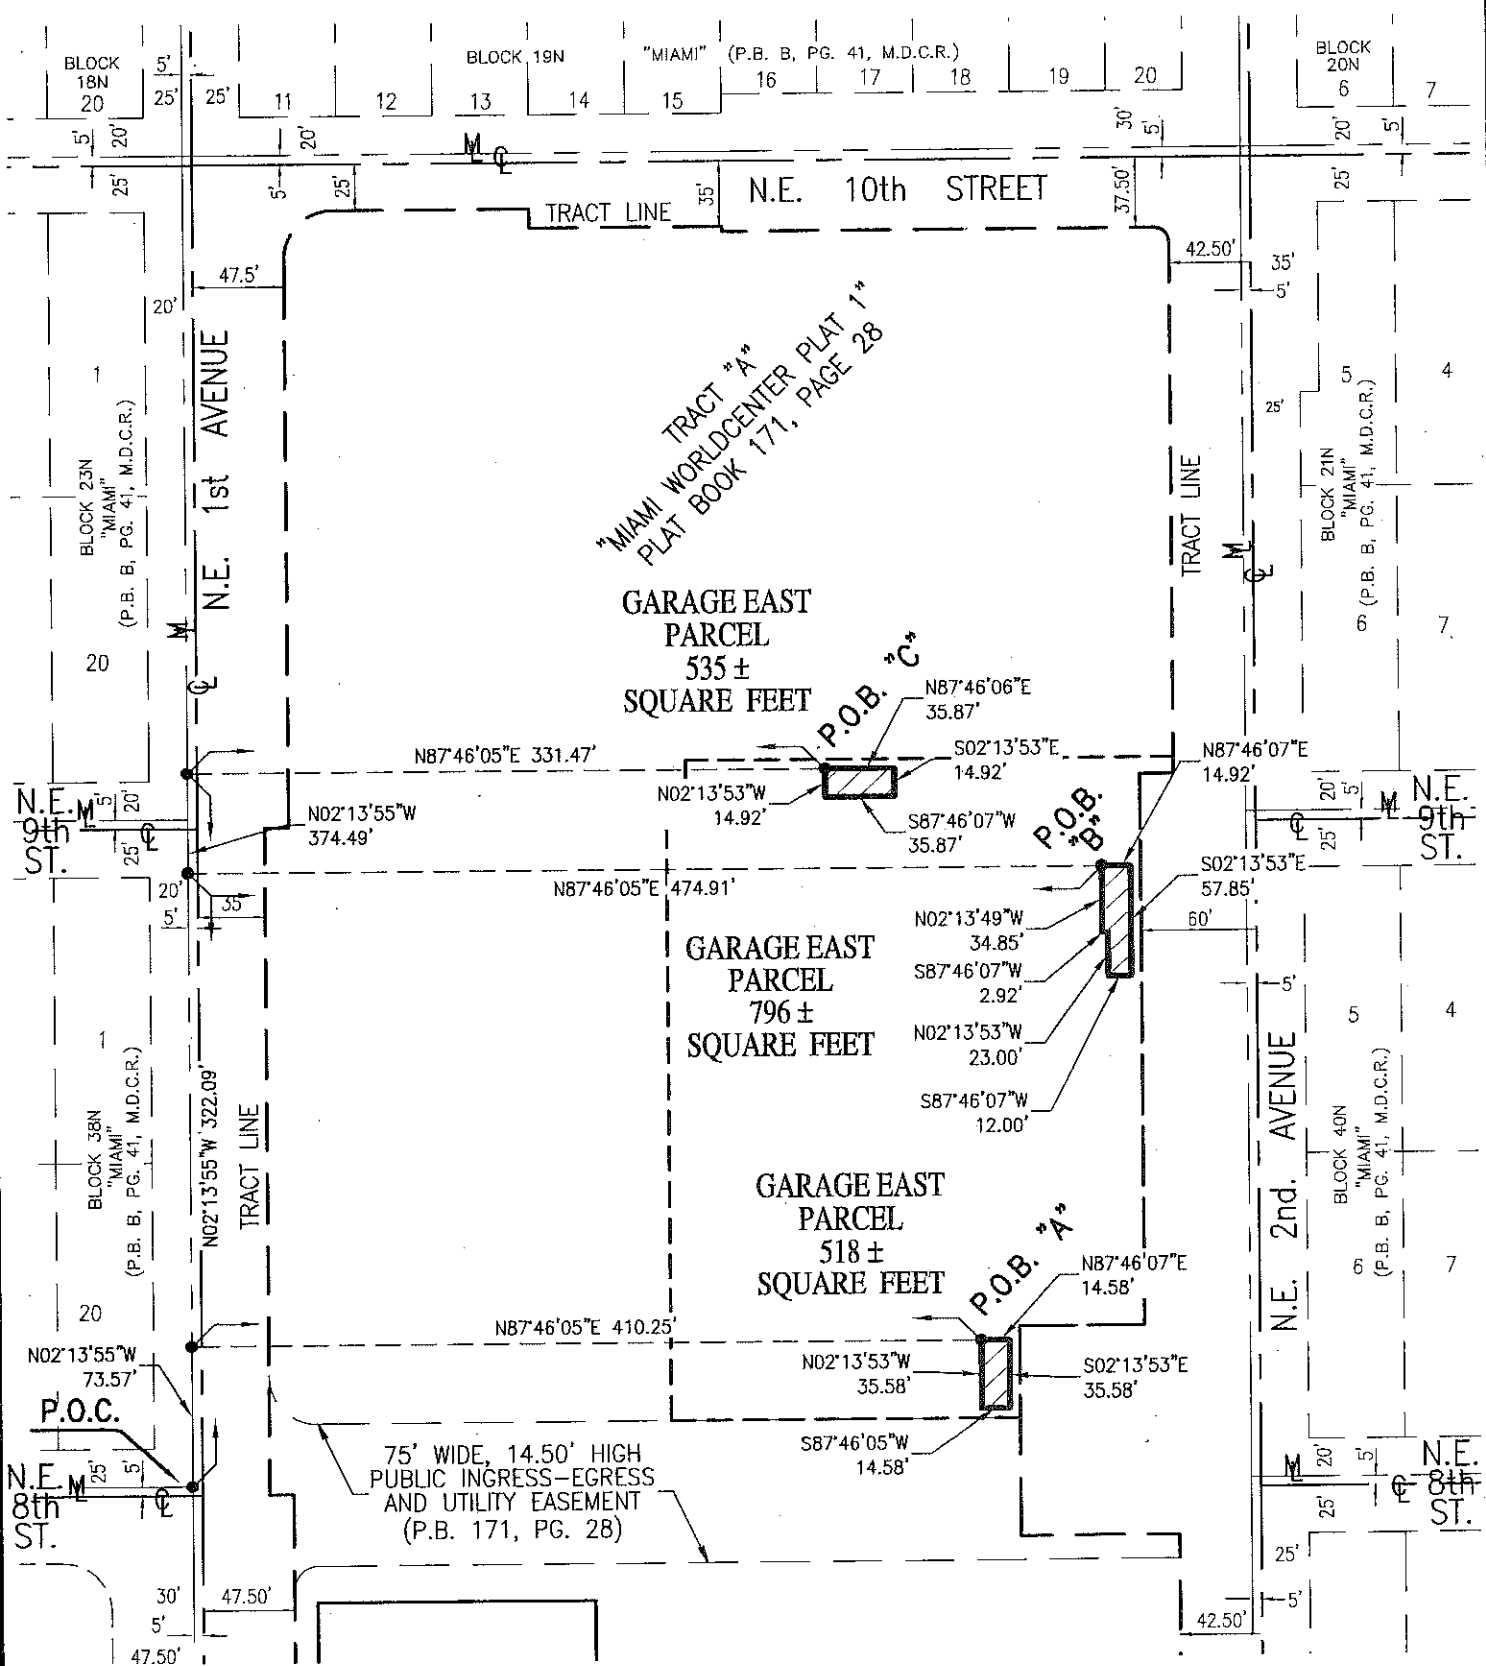 BLOCK
18N
20
5'
25'
25'
BLOCK 19N
"MIAMI" (P.B. B, PG. 41, M.D.C.R.)
11
12
13
14
15
16
17
18
19
20
BLOCK
20N
6
7
5'
20'
20'
30'
5'
20'
5'
25'
5'
25'
35'
37.50'
25'
M
L
CL
N.E. 10th STREET
TRACT LINE
47.5'
42.50'
35'
5'
20'
N.E. 1st AVENUE
1
BLOCK 23N
"MIAMI"
(P.B. B, PG. 41, M.D.C.R.)
20
TRACT "A"
"MIAMI WORLDCENTER PLAT 1"
PLAT BOOK 171, PAGE 28
TRACT LINE
25'
5
4
BLOCK 21N
"MIAMI"
(P.B. B, PG. 41, M.D.C.R.)
6
7
GARAGE EAST
PARCEL
535 ±
SQUARE FEET
P.O.B. "C"
N87°46'06"E
35.87'
S02°13'53"E
14.92'
N87°46'05"E 331.47'
N02°13'53"W
14.92'
S87°46'07"W
35.87'
N87°46'07"E
14.92'
N02°13'55"W
374.49'
P.O.B.
"B"
N.E.
9th
ST.
5'
20'
25'
20'
5'
25'
N.E.
9th
ST.
N87°46'05"E 474.91'
S02°13'53"E
57.85'
20'
5'
35'
60'
5'
N02°13'49"W
34.85'
S87°46'07"W
2.92'
N02°13'53"W
23.00'
S87°46'07"W
12.00'
GARAGE EAST
PARCEL
796 ±
SQUARE FEET
1
BLOCK 38N
"MIAMI"
(P.B. B, PG. 41, M.D.C.R.)
20
N02°13'55"W 322.09'
TRACT LINE
N.E. 2nd. AVENUE
5
4
BLOCK 40N
"MIAMI"
(P.B. B, PG. 41, M.D.C.R.)
6
7
GARAGE EAST
PARCEL
518 ±
SQUARE FEET
P.O.B. "A"
N87°46'07"E
14.58'
N87°46'05"E 410.25'
N02°13'53"W
35.58'
S02°13'53"E
35.58'
S87°46'05"W
14.58'
N02°13'55"W
73.57'
P.O.C.
N.E.
8th
ST.
25'
5'
75' WIDE, 14.50' HIGH
PUBLIC INGRESS-EGRESS
AND UTILITY EASEMENT
(P.B. 171, PG. 28)
20'
5'
25'
N.E.
8th
ST.
30'
5'
47.50'
47.50'
25'
5'
42.50'